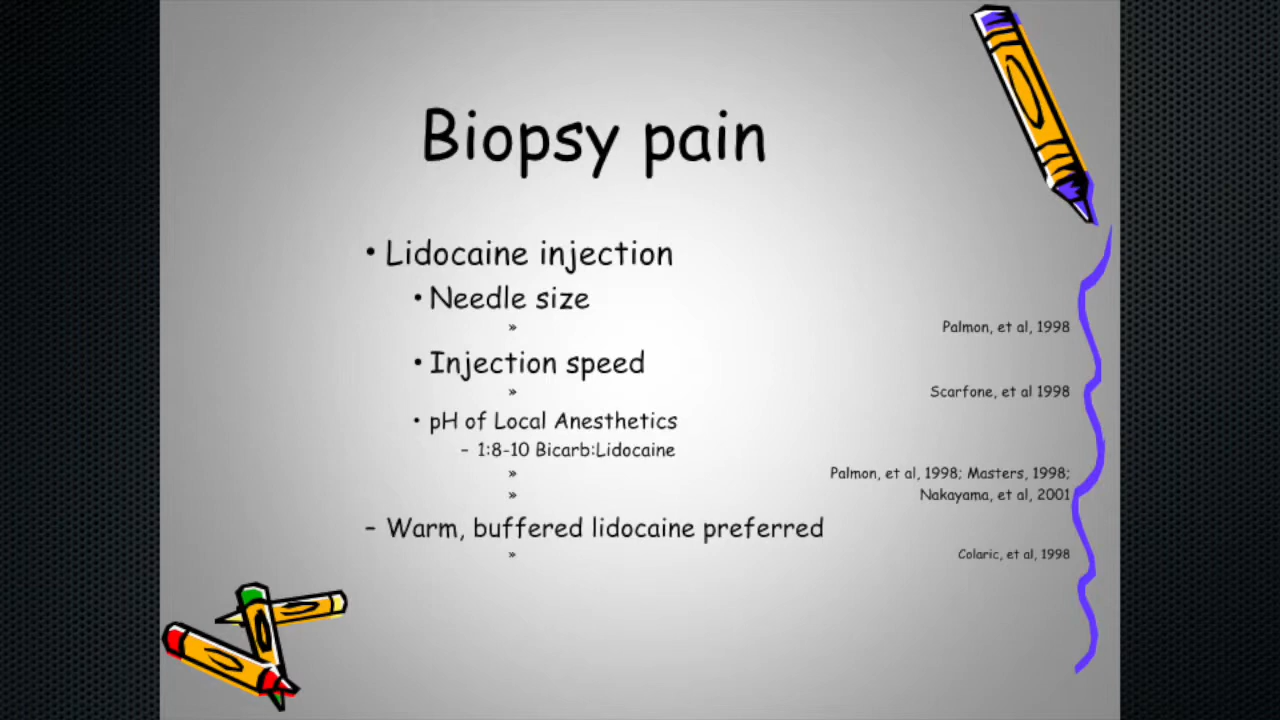 Biopsy pain
• Lidocaine injection
• Needle size
» Palmon, et al, 1998
• Injection speed
» Scarfone, et al 1998
• pH of Local Anesthetics
– 1:8-10 Bicarb:Lidocaine
» Palmon, et al, 1998; Masters, 1998;
» Nakayama, et al, 2001
– Warm, buffered lidocaine preferred
» Colaric, et al, 1998